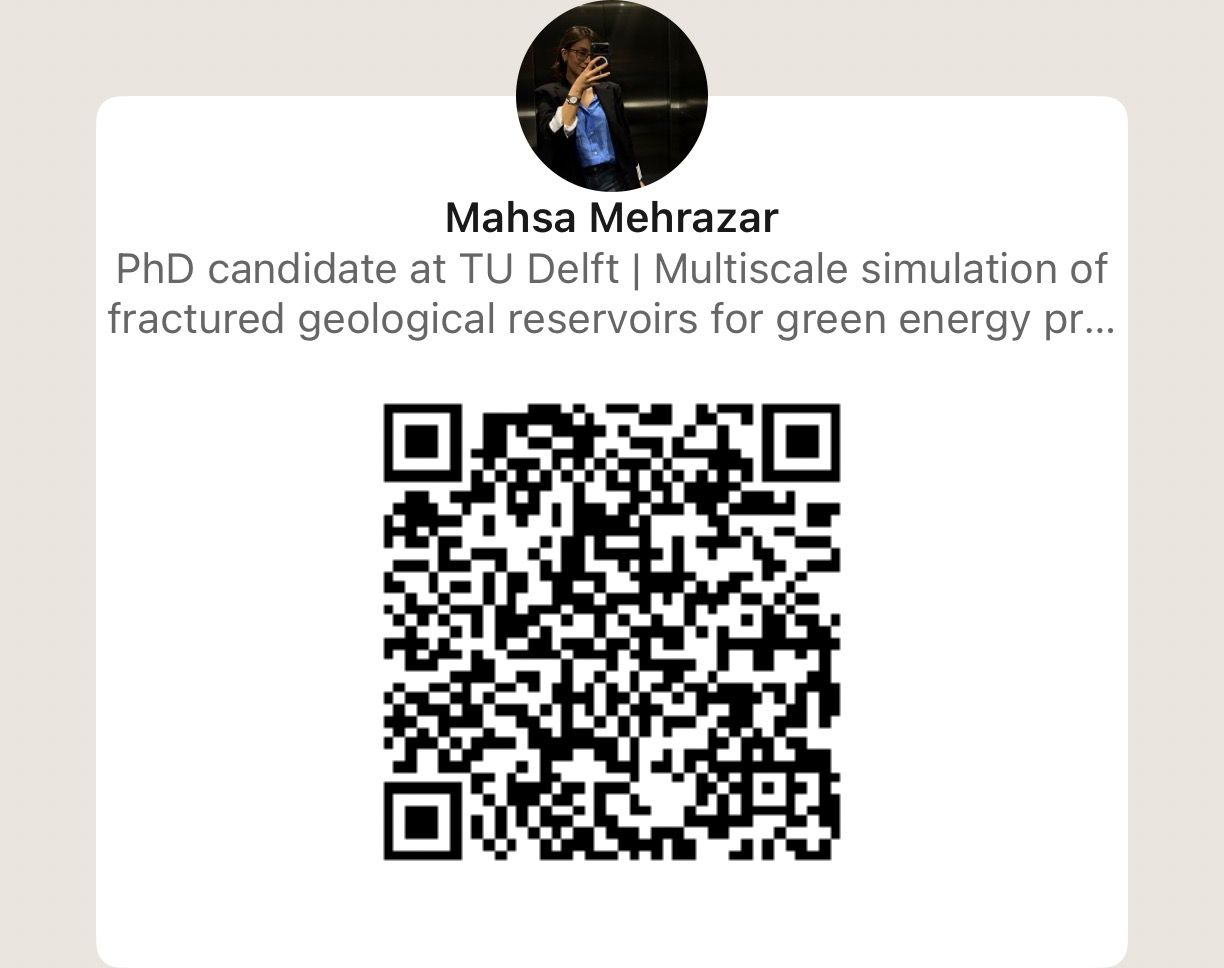 Mahsa Mehrazar
PhD candidate at TU Delft | Multiscale simulation of
fractured geological reservoirs for green energy pr...